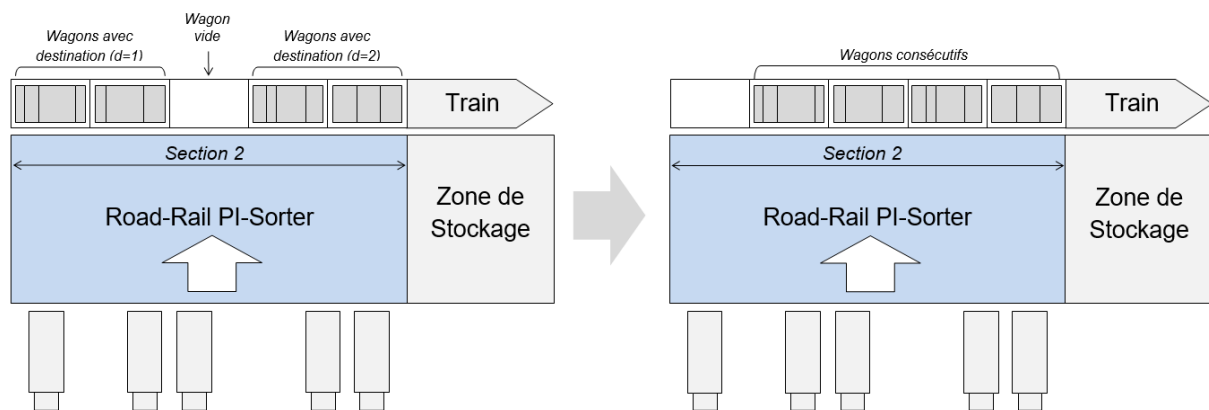 Wagons avec
destination (d=1)
Wagon
vide
Wagons avec
destination (d=2)
Train
Section 2
Road-Rail PI-Sorter
Zone de
Stockage
Wagons consécutifs
Train
Section 2
Road-Rail PI-Sorter
Zone de
Stockage